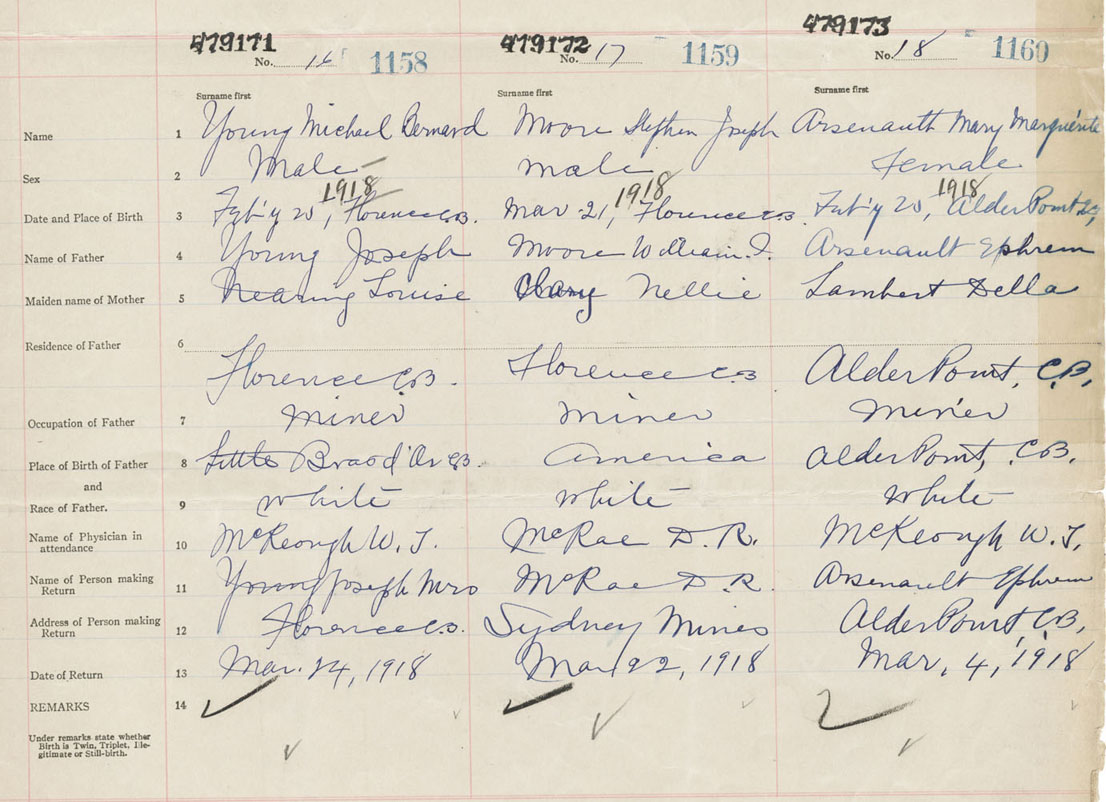 479171 479172 479173
No. 16 1158 No. 17 1159 No. 18 1160
Surname first Surname first Surname first
Name 1 Young Michael Bernard Moore Stephen Joseph Arsenault Mary Marguerite
Sex 2 Male male Female
1918 1918 1918
Date and Place of Birth 3 Feb'y 20, Florence C.B. Mar 21, Florence C.B. Feb'y 20, Alder Point
Name of Father 4 Young Joseph Moore William J. Arsenault Ephrem
Maiden name of Mother 5 Nearing Louise Nellie Lambert Della
Residence of Father 6
Florence C.B. Florence C.B. Alder Point, C.B.
Occupation of Father 7 miner miner miner
Place of Birth of Father 8 Little Bras d'Or C.B. America Alder Point, C.B.
and
Race of Father. 9 white white white
Name of Physician in attendance 10 McKeough W. J. McRae D. R. McKeough W. J.
Name of Person making Return 11 Young Joseph Mrs McRae D. R. Arsenault Ephrem
Address of Person making Return 12 Florence C.B. Sydney Mines Alder Point C.B.
Date of Return 13 Mar. 24, 1918 Mar 22, 1918 Mar, 4, 1918
REMARKS 14
Under remarks state whether
Birth is Twin, Triplet, Ille-
gitimate or Still-birth.